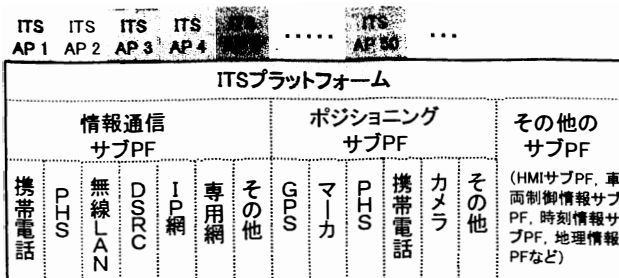 ITS ITS ITS ITS ITS
AP 1 AP 2 AP 3 AP 4 ..... AP 50 ...
ITSプラットフォーム
情報通信
サブPF
ポジショニング
サブPF
その他の
サブPF
携帯電話
PHS
無線LAN
DSRC
IP網
専用網
その他
GPS
マーカ
PHS
携帯電話
カメラ
その他
(HMIサブPF, 車
両制御情報サブ
PF, 時刻情報サ
ブPF, 地理情報
PFなど)